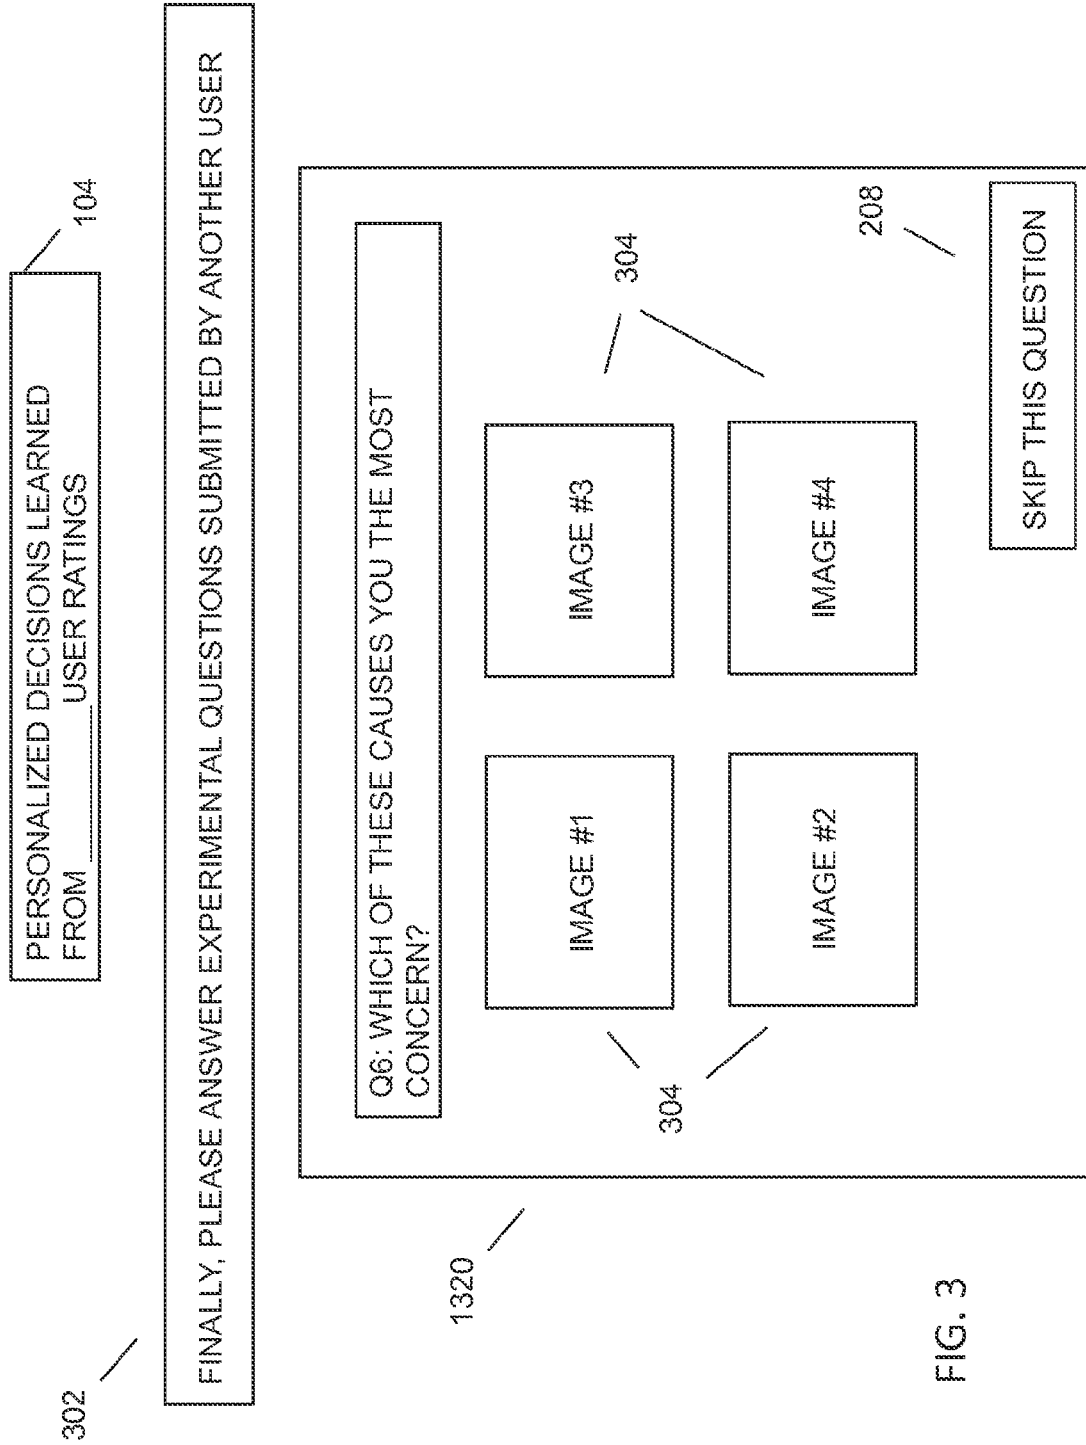 PERSONALIZED DECISIONS LEARNED
FROM ________ USER RATINGS
104
302
FINALLY, PLEASE ANSWER EXPERIMENTAL QUESTIONS SUBMITTED BY ANOTHER USER
1320
Q6: WHICH OF THESE CAUSES YOU THE MOST
CONCERN?
304
304
IMAGE #1
IMAGE #3
IMAGE #2
IMAGE #4
208
SKIP THIS QUESTION
FIG. 3